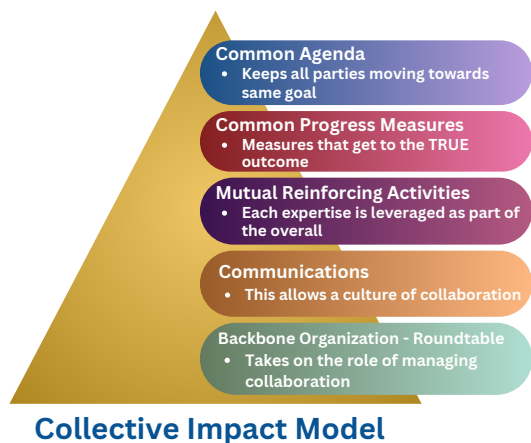 Common Agenda
• Keeps all parties moving towards
same goal
Common Progress Measures
• Measures that get to the TRUE
outcome
Mutual Reinforcing Activities
• Each expertise is leveraged as part of
the overall
Communications
• This allows a culture of collaboration
Backbone Organization - Roundtable
• Takes on the role of managing
collaboration
Collective Impact Model